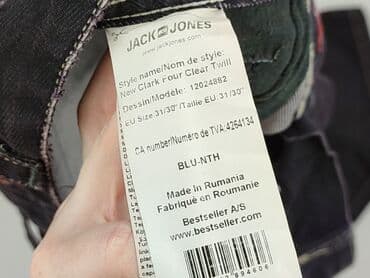 JACK & JONES
www.jackjones.com
Style name/Nom de style:
New Clark Four Clear Twill
Dessin/Modèle: 12024882
EU Size 31/30"/Taille EU:31/30"
CA number/Numéro de TVA:4264134
BLU-NTH
Made in Rumania
Fabriqué en Roumanie
Bestseller A/S
www.bestseller.com